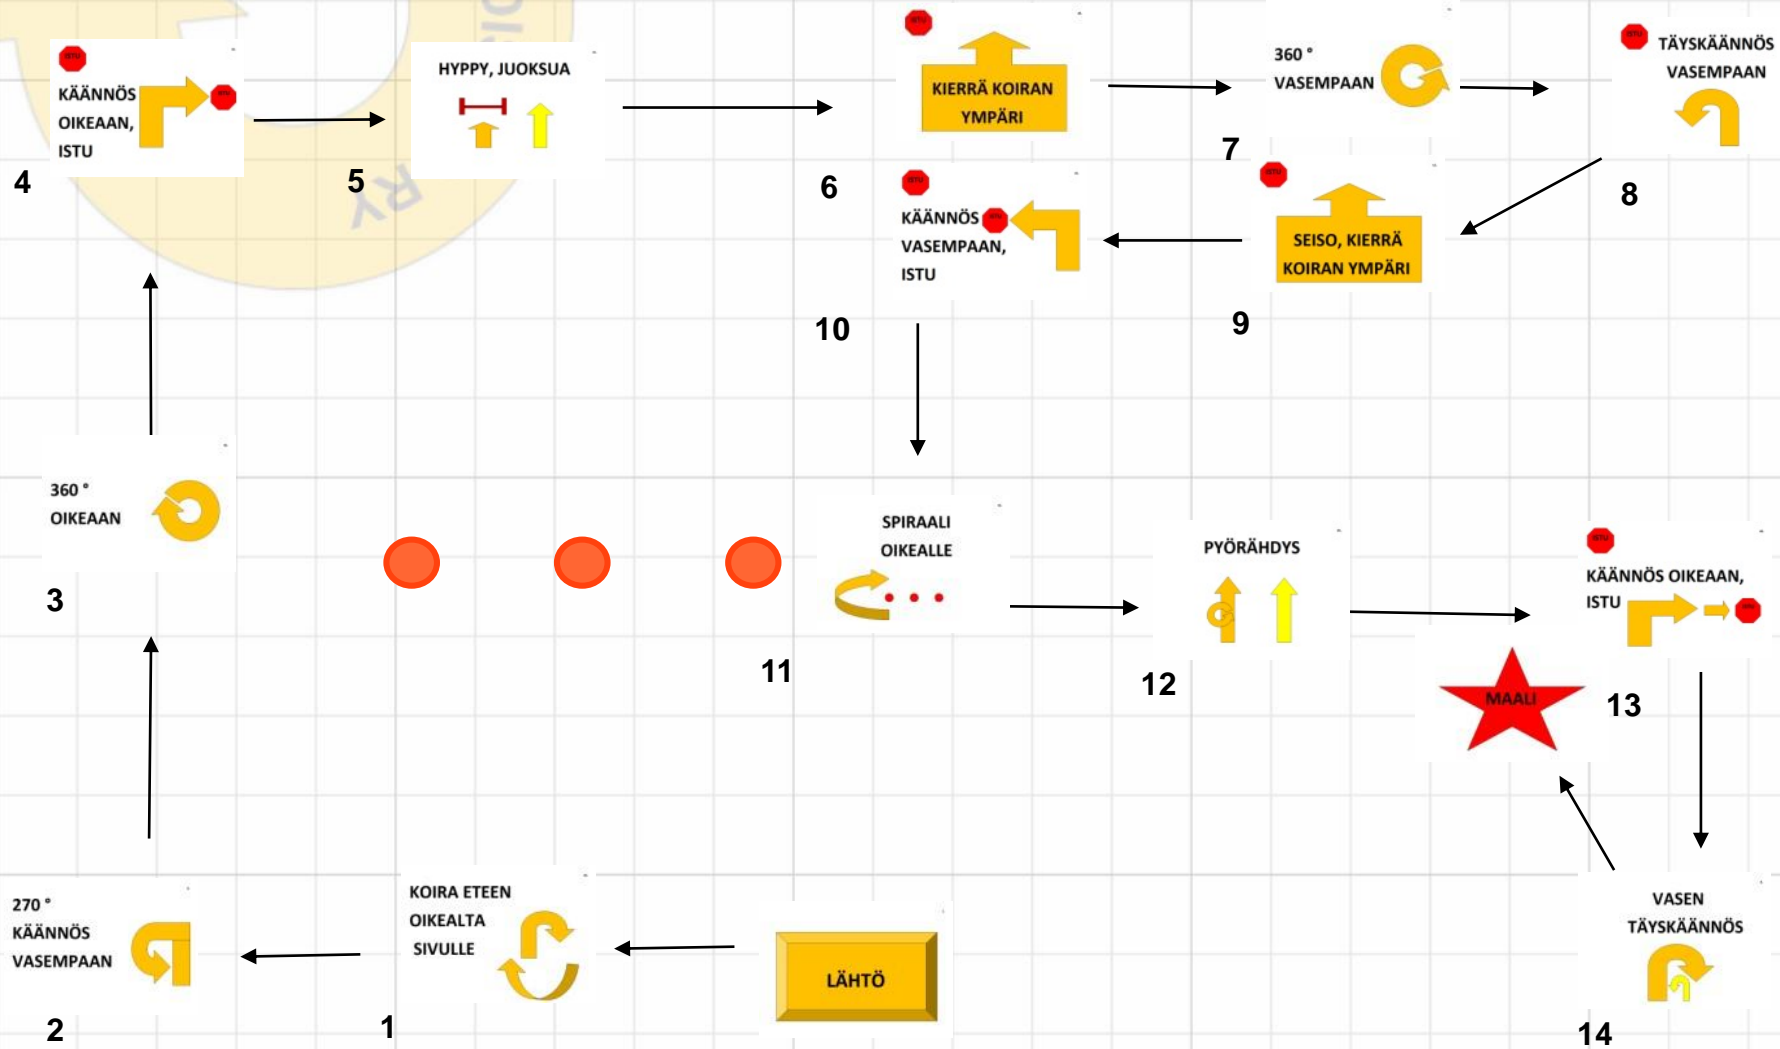 KÄÄNNÖS
OIKEAAN,
ISTU
4
HYPPY, JUOKSUA
5
KIERRÄ KOIRAN
YMPÄRI
6
360 °
VASEMPAAN
7
TÄYSKÄÄNNÖS
VASEMPAAN
8
SEISO, KIERRÄ
KOIRAN YMPÄRI
9
KÄÄNNÖS
VASEMPAAN,
ISTU
10
RY
360 °
OIKEAAN
3
SPIRAALI
OIKEALLE
11
PYÖRÄHDYS
12
KÄÄNNÖS OIKEAAN,
ISTU
13
MAALI
270 °
KÄÄNNÖS
VASEMPAAN
2
KOIRA ETEEN
OIKEALTA
SIVULLE
1
LÄHTÖ
VASEN
TÄYSKÄÄNNÖS
14